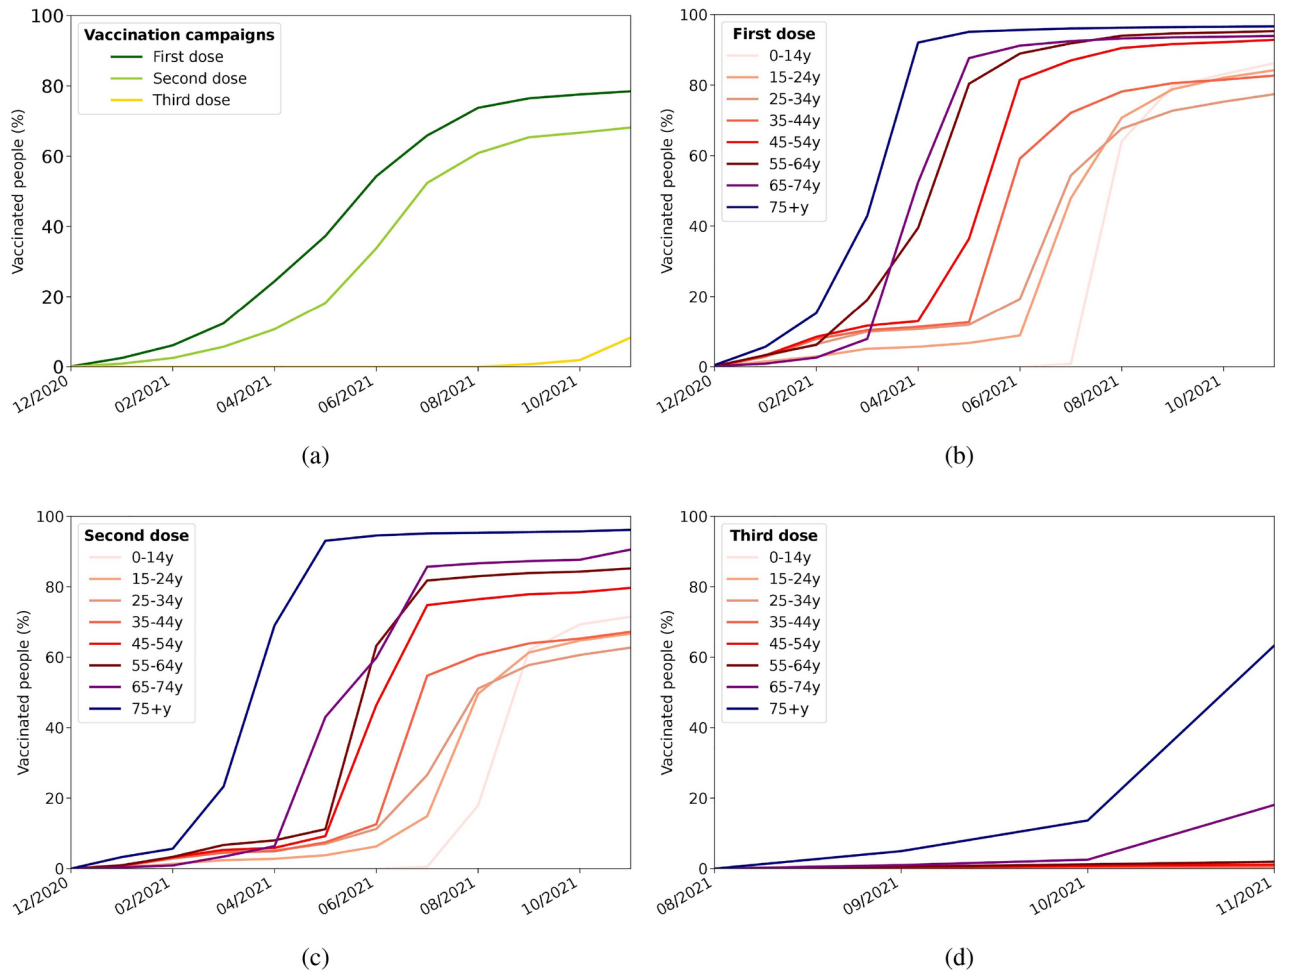 Vaccination campaigns
First dose
Second dose
Third dose
Vaccinated people (%)
100
80
60
40
20
0
12/2020
02/2021
04/2021
06/2021
08/2021
10/2021
(a)
First dose
0-14y
15-24y
25-34y
35-44y
45-54y
55-64y
65-74y
75+y
Vaccinated people (%)
100
80
60
40
20
0
12/2020
02/2021
04/2021
06/2021
08/2021
10/2021
(b)
Second dose
0-14y
15-24y
25-34y
35-44y
45-54y
55-64y
65-74y
75+y
Vaccinated people (%)
100
80
60
40
20
0
12/2020
02/2021
04/2021
06/2021
08/2021
10/2021
(c)
Third dose
0-14y
15-24y
25-34y
35-44y
45-54y
55-64y
65-74y
75+y
Vaccinated people (%)
100
80
60
40
20
0
08/2021
09/2021
10/2021
11/2021
(d)